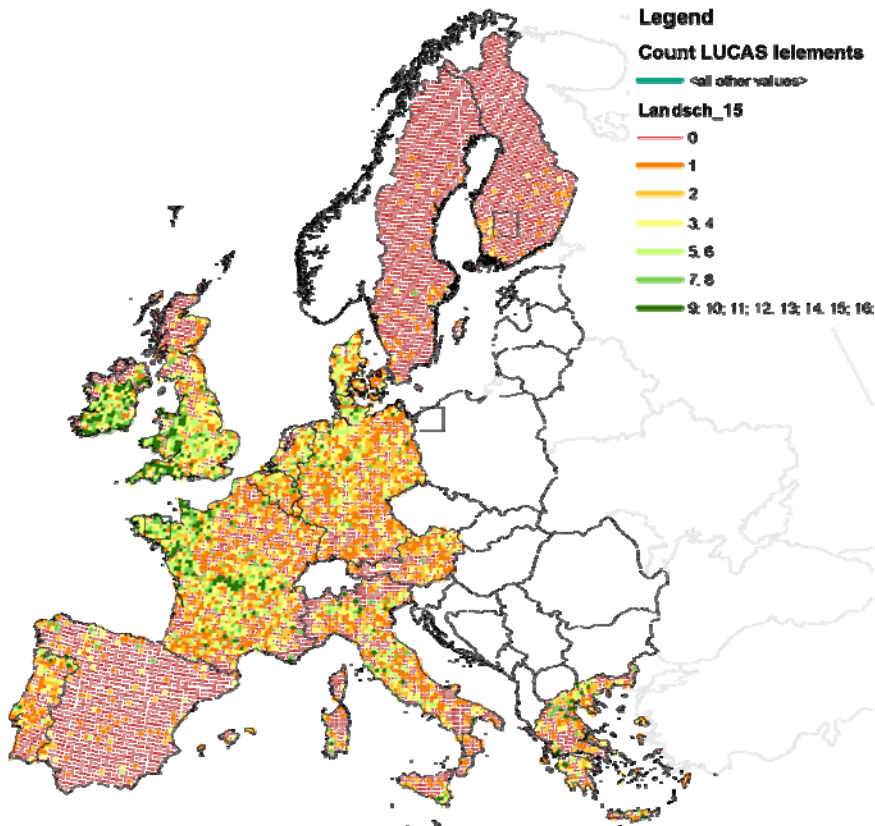 Legend
Count LUCAS lelements
<all other values>
Landsch_15
0
1
2
3. 4
5. 6
7. 8
9: 10; 11; 12. 13; 14. 15; 16: